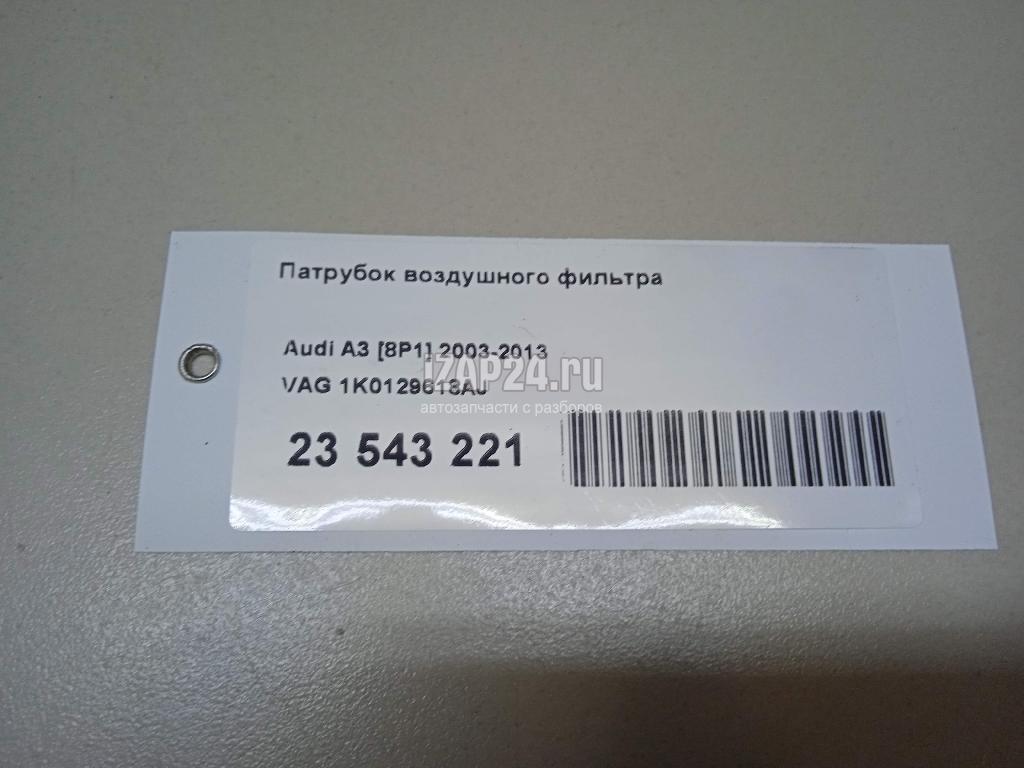 Патрубок воздушного фильтра
Audi A3 [8P1] 2003-2013
iZAP24.ru
VAG 1K0129618AJ
автозапчасти с разборов
23 543 221